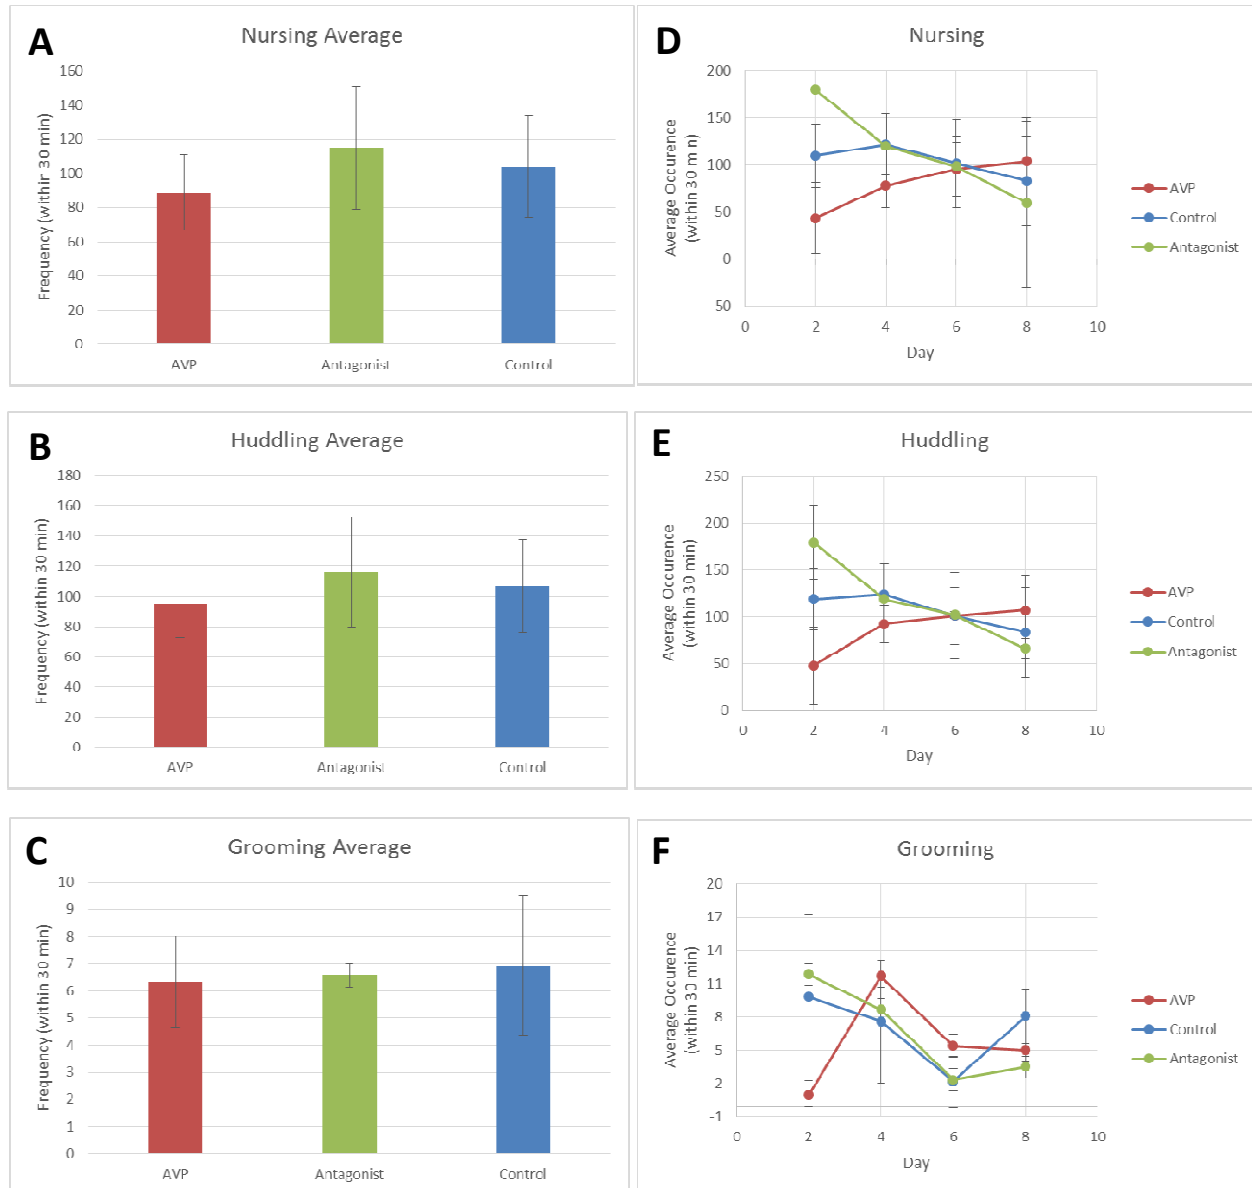 A
Nursing Average
Frequency (within 30 min)
160
140
120
100
80
60
40
20
0
AVP
Antagonist
Control
D
Nursing
Average Occurence
(within 30 min)
200
150
100
50
0
50
0
2
4
6
8
10
Day
AVP
Control
Antagonist
B
Huddling Average
Frequency (within 30 min)
180
160
140
120
100
80
60
40
20
0
AVP
Antagonist
Control
E
Huddling
Average Occurence
(within 30 min)
250
200
150
100
50
0
0
2
4
6
8
10
Day
AVP
Control
Antagonist
C
Grooming Average
Frequency (within 30 min)
10
9
8
7
6
5
4
3
2
1
0
AVP
Antagonist
Control
F
Grooming
Average Occurence
(within 30 min)
20
17
14
11
8
5
2
-1
0
2
4
6
8
10
Day
AVP
Control
Antagonist